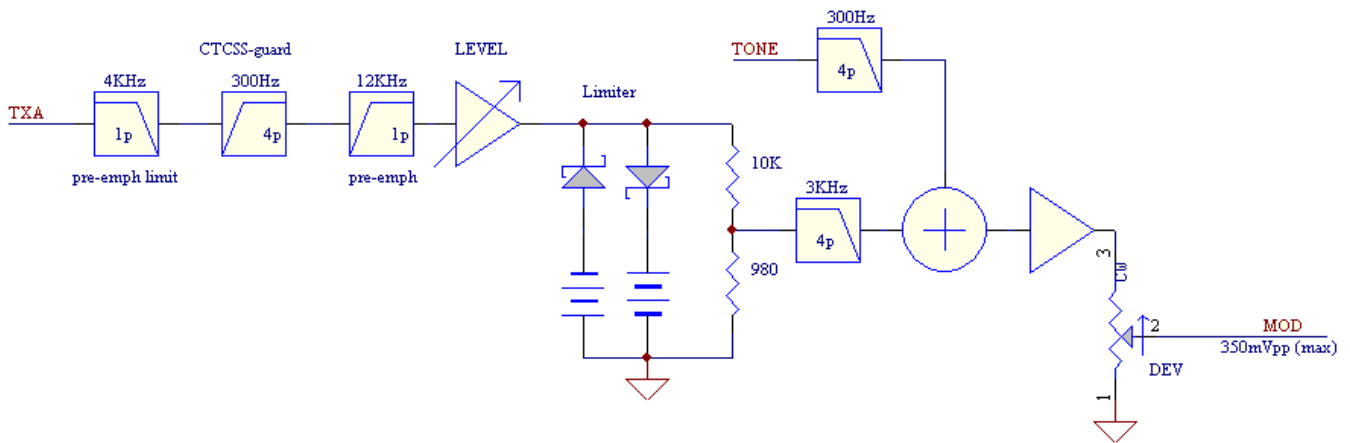 300Hz
CTCSS-guard
LEVEL
TONE
4p
4KHz
300Hz
12KHz
Limiter
TXA
1p
4p
1p
10K
pre-emph limit
pre-emph
3KHz
4p
980
3
CW
2
MOD
350mVpp (max)
DEV
1